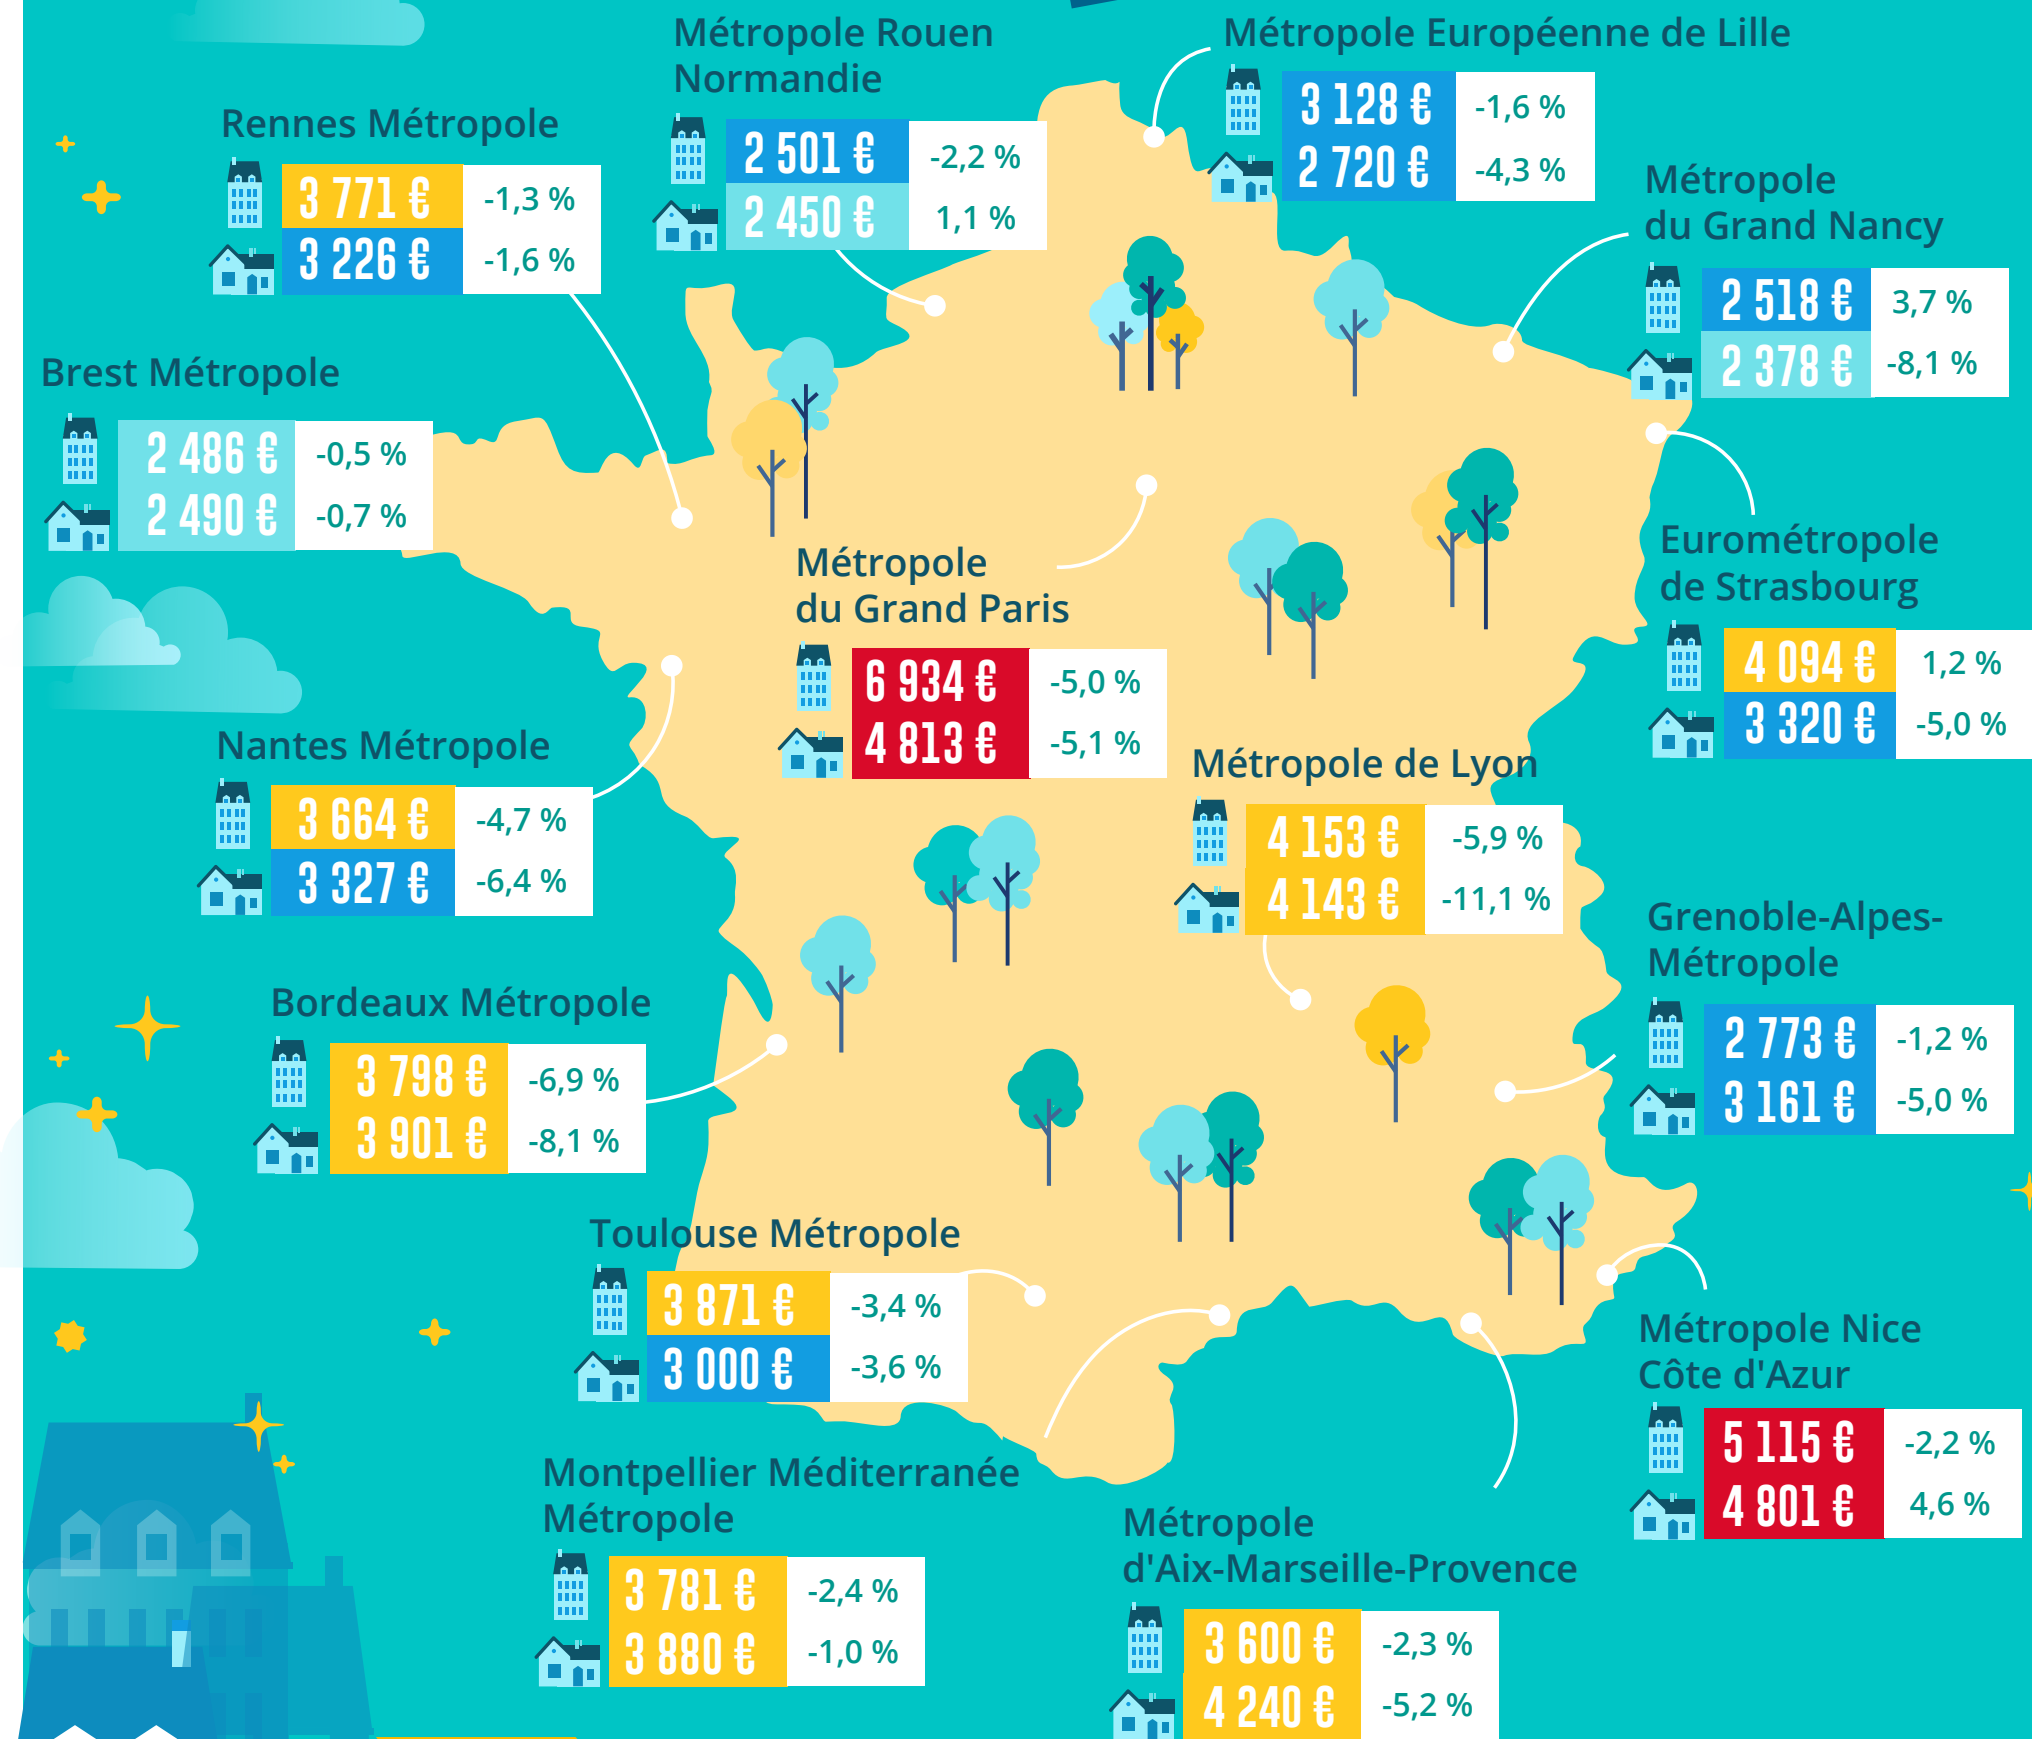 Métropole Rouen
Normandie
2 501 € -2,2 %
2 450 € 1,1 %
Métropole Européenne de Lille
3 128 € -1,6 %
2 720 € -4,3 %
Rennes Métropole
3 771 € -1,3 %
3 226 € -1,6 %
Métropole
du Grand Nancy
2 518 € 3,7 %
2 378 € -8,1 %
Brest Métropole
2 486 € -0,5 %
2 490 € -0,7 %
Métropole
du Grand Paris
6 934 € -5,0 %
4 813 € -5,1 %
Eurométropole
de Strasbourg
4 094 € 1,2 %
3 320 € -5,0 %
Nantes Métropole
3 664 € -4,7 %
3 327 € -6,4 %
Métropole de Lyon
4 153 € -5,9 %
4 143 € -11,1 %
Grenoble-Alpes-
Métropole
2 773 € -1,2 %
3 161 € -5,0 %
Bordeaux Métropole
3 798 € -6,9 %
3 901 € -8,1 %
Toulouse Métropole
3 871 € -3,4 %
3 000 € -3,6 %
Métropole Nice
Côte d'Azur
5 115 € -2,2 %
4 801 € 4,6 %
Montpellier Méditerranée
Métropole
3 781 € -2,4 %
3 880 € -1,0 %
Métropole
d'Aix-Marseille-Provence
3 600 € -2,3 %
4 240 € -5,2 %